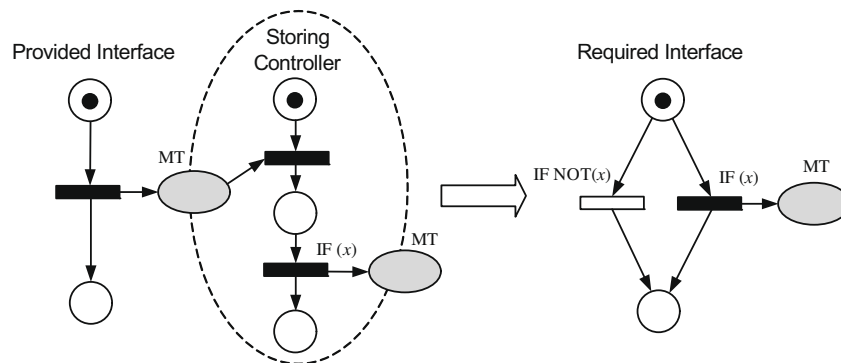 Provided Interface
Storing
Controller
Required Interface
MT
IF NOT(x)
IF (x)
MT
IF (x)
MT